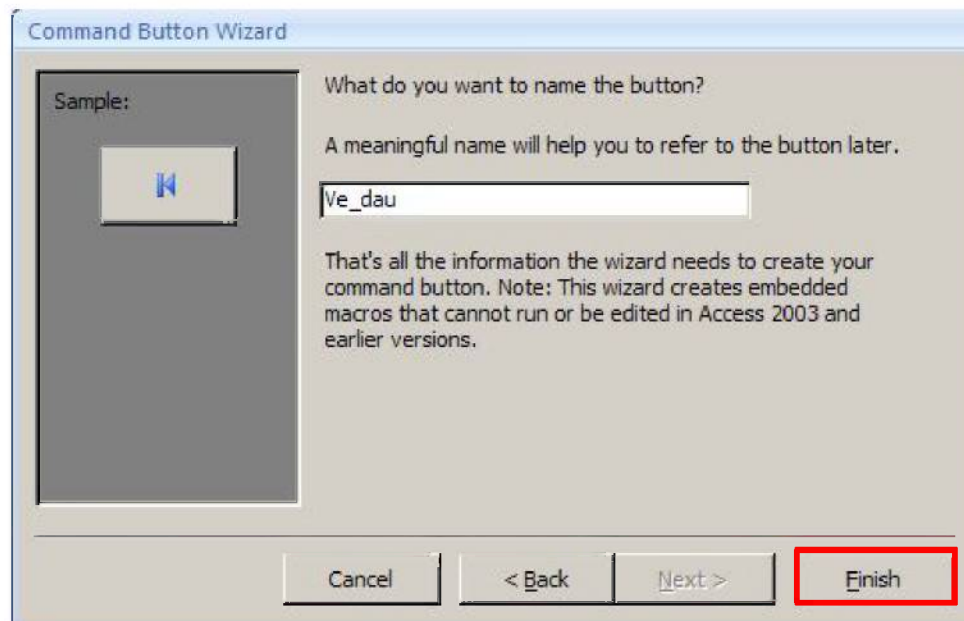 Command Button Wizard
Sample:
What do you want to name the button?
A meaningful name will help you to refer to the button later.
Ve_dau
That's all the information the wizard needs to create your
command button. Note: This wizard creates embedded
macros that cannot run or be edited in Access 2003 and
earlier versions.
Cancel
< Back
Next >
Finish